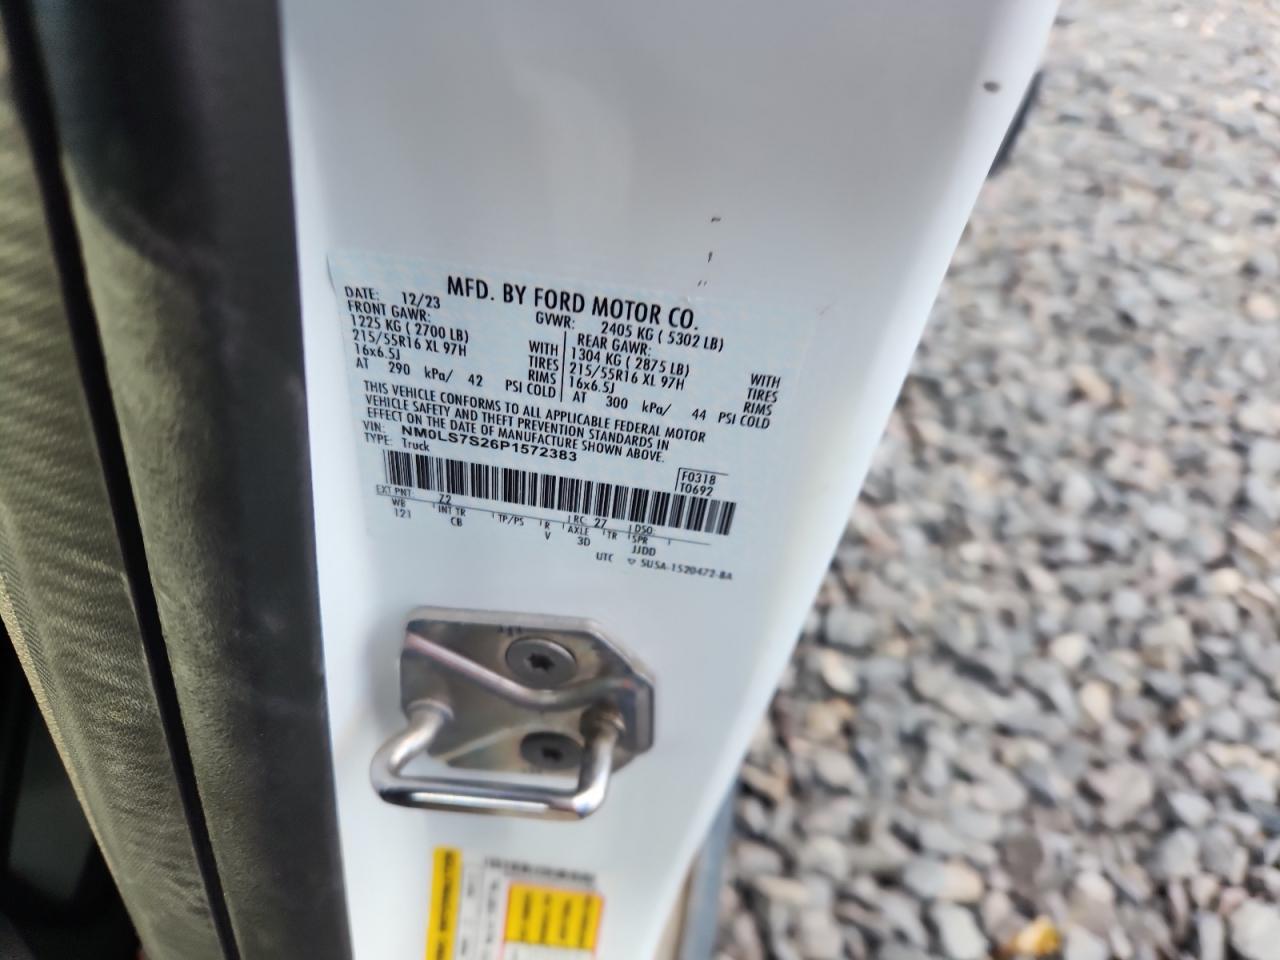 MFD. BY FORD MOTOR CO.
DATE: 12/23
GVWR: 2405 KG ( 5302 LB)
FRONT GAWR:
1225 KG ( 2700 LB)
215/55R16 XL 97H
16x6.5J
WITH
TIRES
RIMS
AT 290 kPa/ 42 PSI COLD
REAR GAWR:
1304 KG ( 2875 LB)
215/55R16 XL 97H
16x6.5J
WITH
TIRES
RIMS
AT 300 kPa/ 44 PSI COLD
THIS VEHICLE CONFORMS TO ALL APPLICABLE FEDERAL MOTOR
VEHICLE SAFETY AND THEFT PREVENTION STANDARDS IN
EFFECT ON THE DATE OF MANUFACTURE SHOWN ABOVE.
VIN: NM0LS7S26P1572383
TYPE: Truck
F0318
T0692
EXT PNT: Z2 RC: 27 DSO:
WB INT TR TP/PS R AXLE TR SPR
121 CB V 3D JJDD
UTC ▽ 5USA-1520472-BA